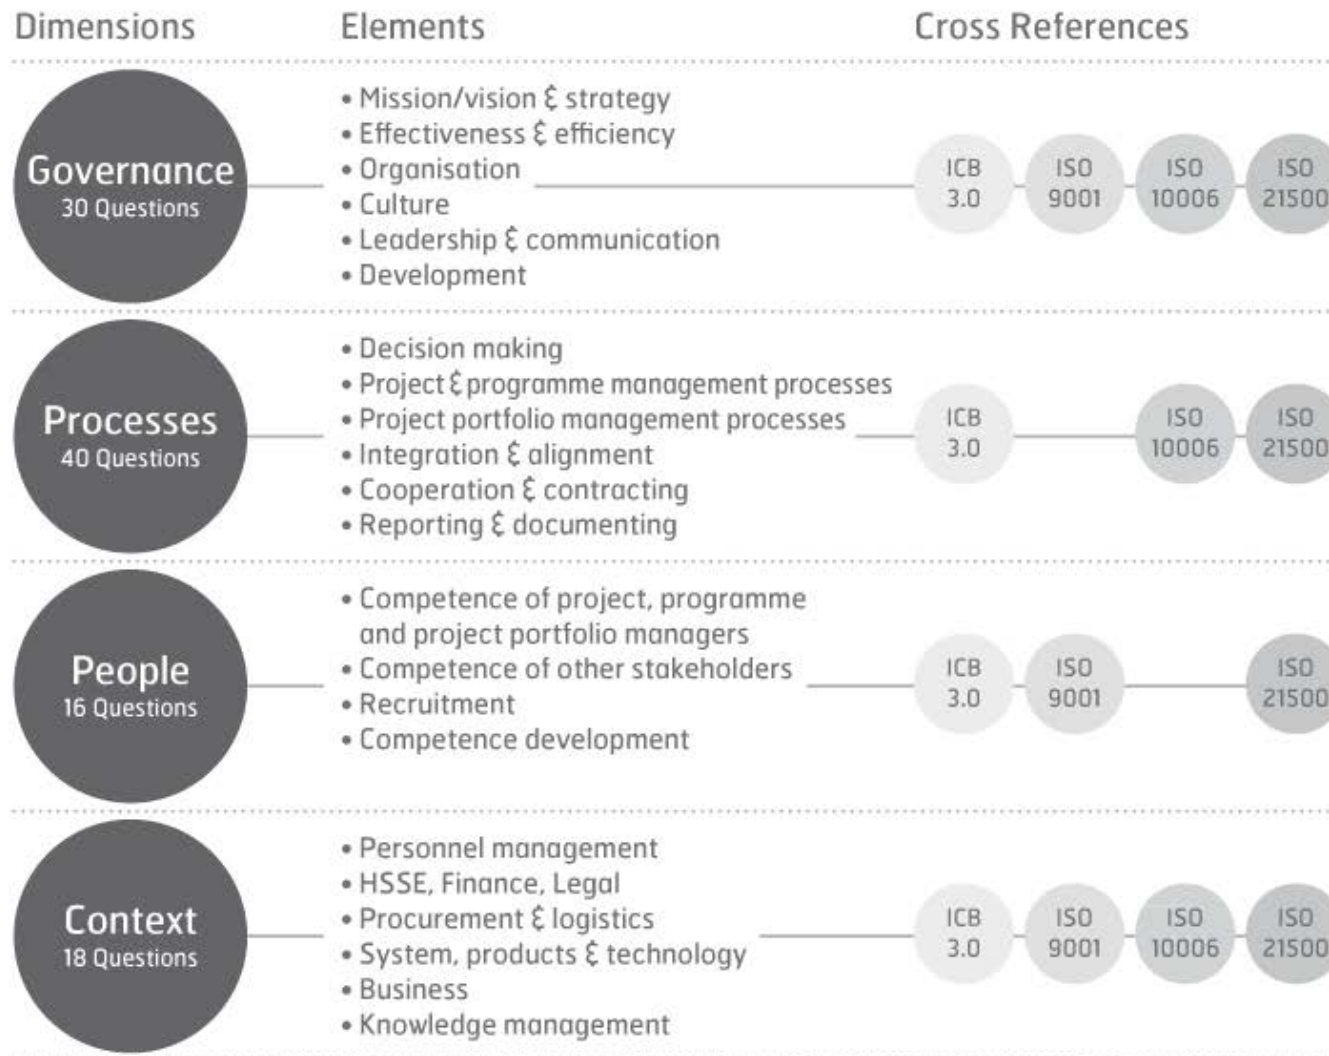 Dimensions Elements Cross References
Governance
30 Questions
• Mission/vision & strategy
• Effectiveness & efficiency
• Organisation
• Culture
• Leadership & communication
• Development
ICB 3.0
ISO 9001
ISO 10006
ISO 21500
Processes
40 Questions
• Decision making
• Project & programme management processes
• Project portfolio management processes
• Integration & alignment
• Cooperation & contracting
• Reporting & documenting
ICB 3.0
ISO 10006
ISO 21500
People
16 Questions
• Competence of project, programme
and project portfolio managers
• Competence of other stakeholders
• Recruitment
• Competence development
ICB 3.0
ISO 9001
ISO 21500
Context
18 Questions
• Personnel management
• HSSE, Finance, Legal
• Procurement & logistics
• System, products & technology
• Business
• Knowledge management
ICB 3.0
ISO 9001
ISO 10006
ISO 21500